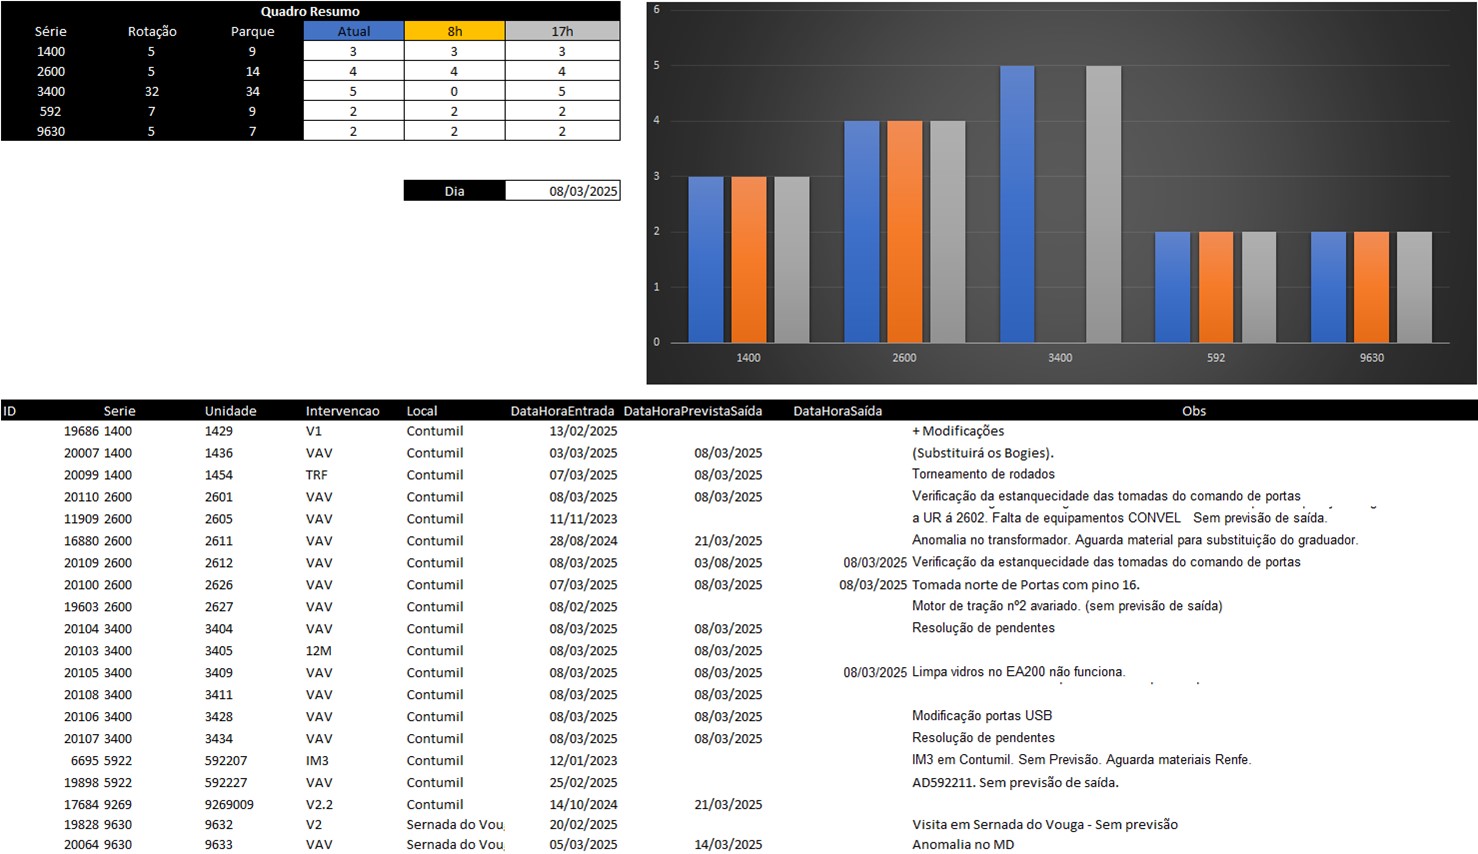 Quadro Resumo
Série Rotação Parque Atual 8h 17h
1400 5 9 3 3 3
2600 5 14 4 4 4
3400 32 34 5 0 5
592 7 9 2 2 2
9630 5 7 2 2 2
Dia 08/03/2025
6
5
4
3
2
1
0
1400 2600 3400 592 9630
ID Serie Unidade Intervencao Local DataHoraEntrada DataHoraPrevistaSaída DataHoraSaída Obs
19686 1400 1429 V1 Contumil 13/02/2025 + Modificações
20007 1400 1436 VAV Contumil 03/03/2025 08/03/2025 (Substituirá os Bogies).
20099 1400 1454 TRF Contumil 07/03/2025 08/03/2025 Torneamento de rodados
20110 2600 2601 VAV Contumil 08/03/2025 08/03/2025 Verificação da estanquecidade das tomadas do comando de portas
11909 2600 2605 VAV Contumil 11/11/2023 a UR á 2602. Falta de equipamentos CONVEL Sem previsão de saída.
16880 2600 2611 VAV Contumil 28/08/2024 21/03/2025 Anomalia no transformador. Aguarda material para substituição do graduador.
20109 2600 2612 VAV Contumil 08/03/2025 03/08/2025 08/03/2025 Verificação da estanquecidade das tomadas do comando de portas
20100 2600 2626 VAV Contumil 07/03/2025 08/03/2025 08/03/2025 Tomada norte de Portas com pino 16.
19603 2600 2627 VAV Contumil 08/02/2025 Motor de tração nº2 avariado. (sem previsão de saída)
20104 3400 3404 VAV Contumil 08/03/2025 08/03/2025 Resolução de pendentes
20103 3400 3405 12M Contumil 08/03/2025 08/03/2025
20105 3400 3409 VAV Contumil 08/03/2025 08/03/2025 08/03/2025 Limpa vidros no EA200 não funciona.
20108 3400 3411 VAV Contumil 08/03/2025 08/03/2025
20106 3400 3428 VAV Contumil 08/03/2025 08/03/2025 Modificação portas USB
20107 3400 3434 VAV Contumil 08/03/2025 08/03/2025 Resolução de pendentes
6695 5922 592207 IM3 Contumil 12/01/2023 IM3 em Contumil. Sem Previsão. Aguarda materiais Renfe.
19898 5922 592227 VAV Contumil 25/02/2025 AD592211. Sem previsão de saída.
17684 9269 9269009 V2.2 Contumil 14/10/2024 21/03/2025
19828 9630 9632 V2 Sernada do Vou 20/02/2025 Visita em Sernada do Vouga - Sem previsão
20064 9630 9633 VAV Sernada do Vou 05/03/2025 14/03/2025 Anomalia no MD